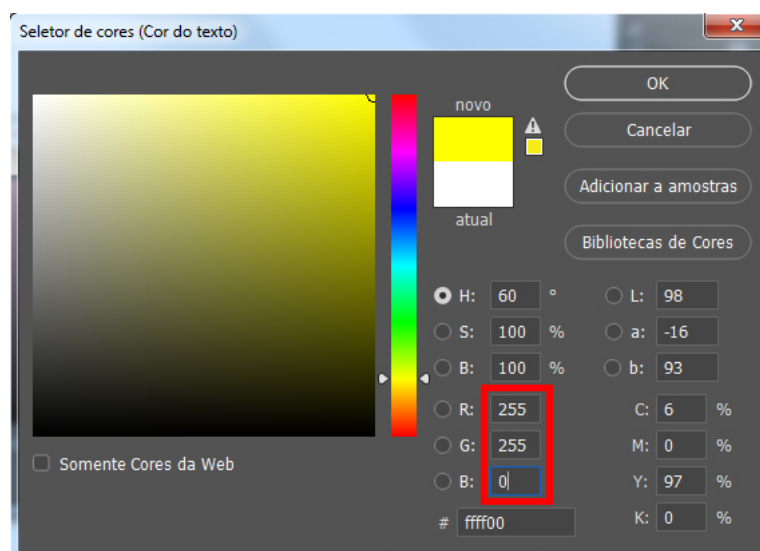 Seletor de cores (Cor do texto)
novo
atual
OK
Cancelar
Adicionar a amostras
Bibliotecas de Cores
H: 60 °
S: 100 %
B: 100 %
R: 255
G: 255
B: 0
# ffff00
L: 98
a: -16
b: 93
C: 6 %
M: 0 %
Y: 97 %
K: 0 %
Somente Cores da Web